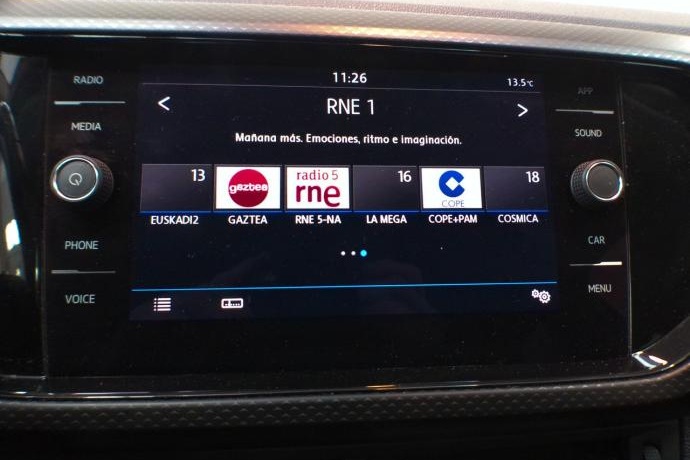 RADIO
MEDIA
PHONE
VOICE
11:26
13.5°C
RNE 1
Mañana más. Emociones, ritmo e imaginación.
13
gaztea
radio 5
rne
16
COPE
18
EUSKADI2
GAZTEA
RNE 5-NA
LA MEGA
COPE+PAM
COSMICA
APP
SOUND
CAR
MENU